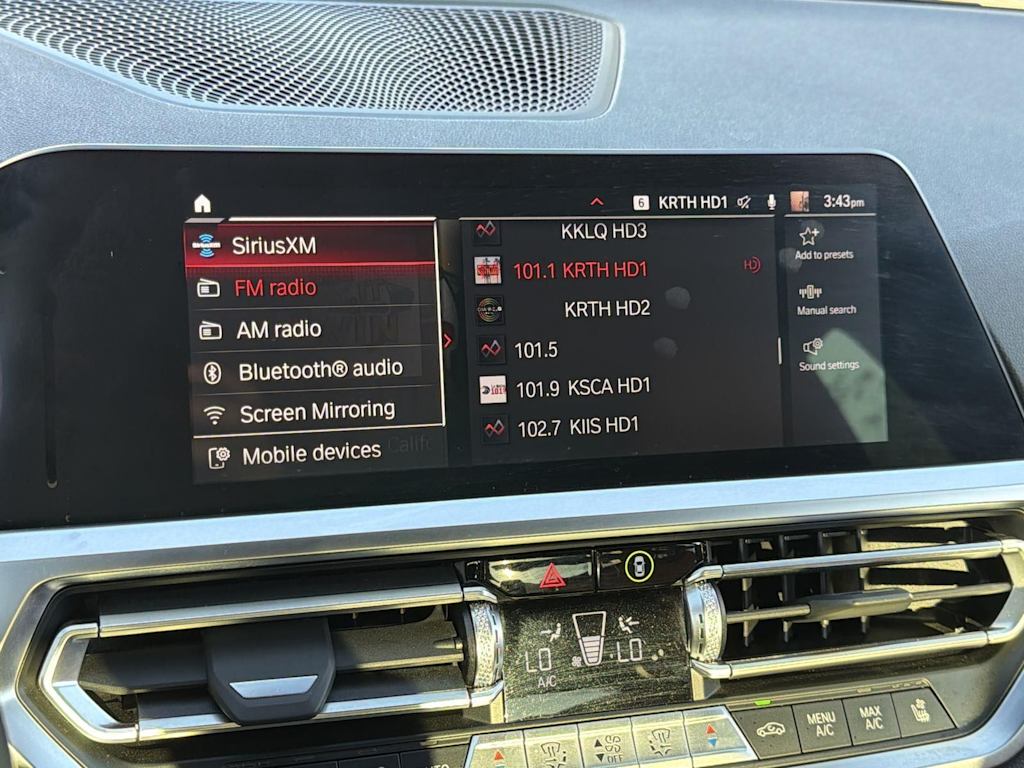 6 KRTH HD1 3:43pm
SiriusXM
FM radio
AM radio
Bluetooth® audio
Screen Mirroring
Mobile devices
KKLQ HD3
101.1 KRTH HD1
KRTH HD2
101.5
101.9 KSCA HD1
102.7 KIIS HD1
Add to presets
Manual search
Sound settings
LO LO
A/C
OFF
MENU
A/C
MAX
A/C